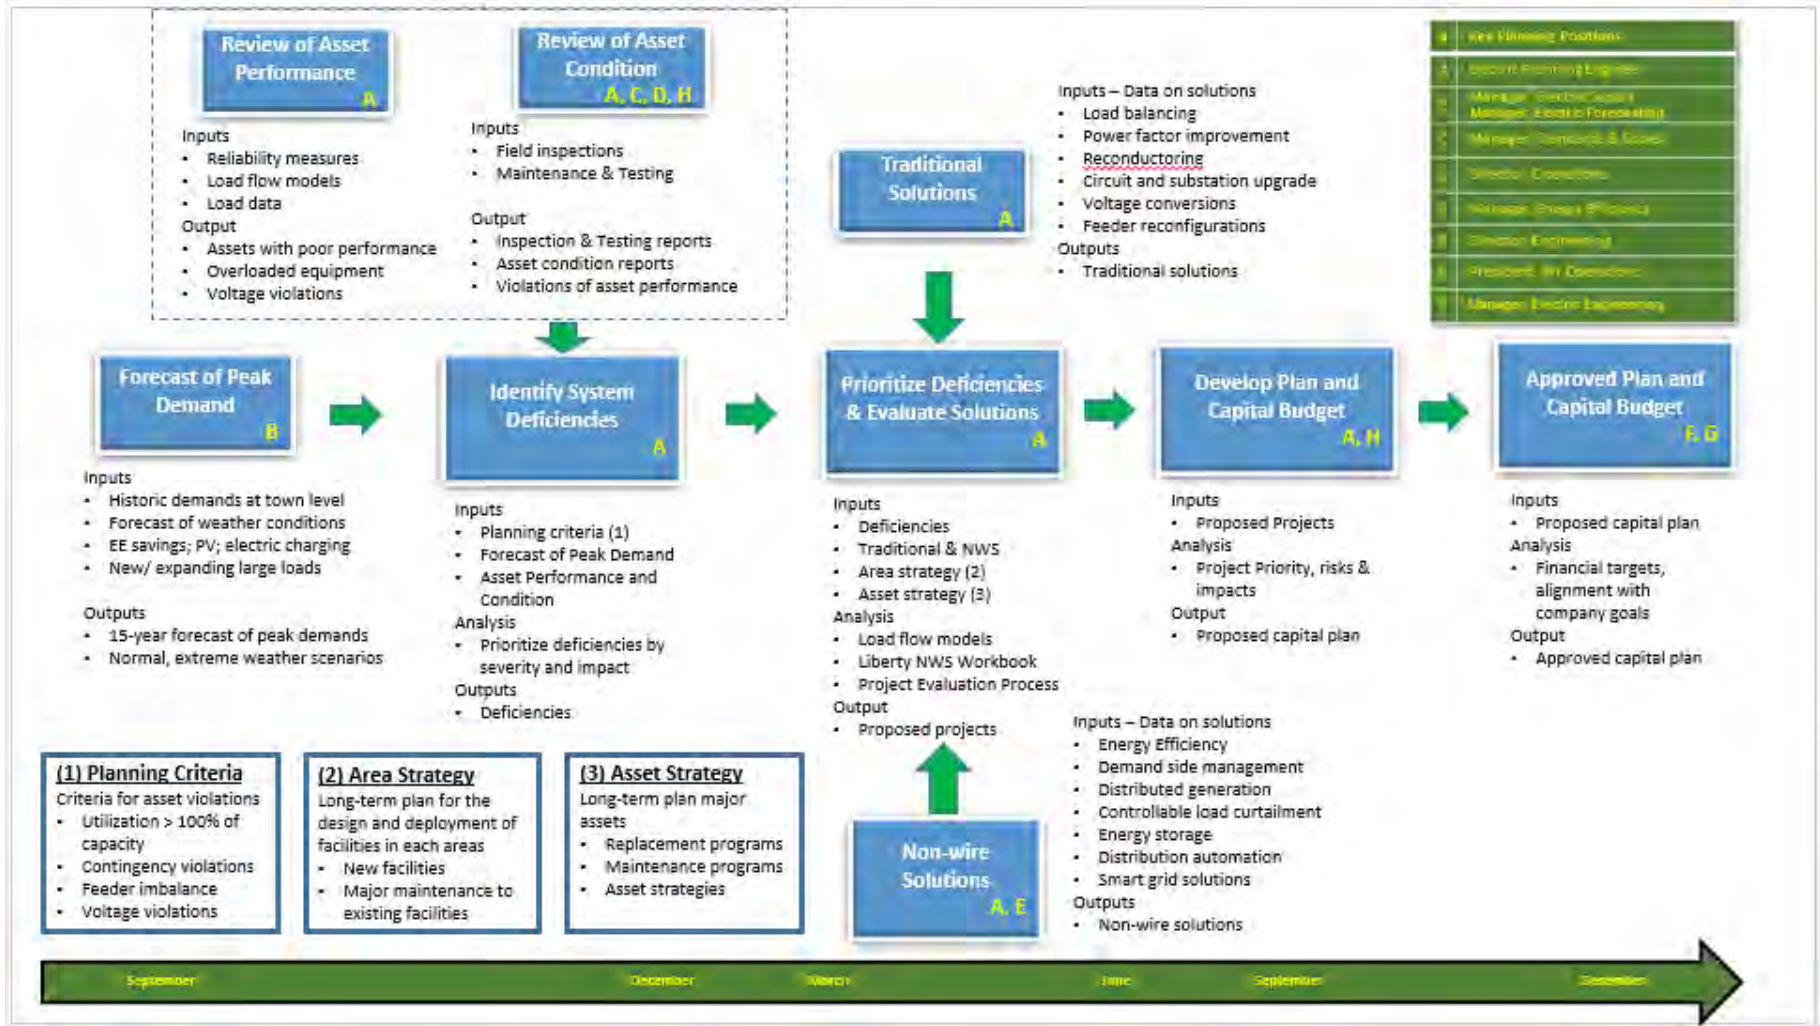 Review of Asset
Performance
A
Inputs
• Reliability measures
• Load flow models
• Load data
Output
• Assets with poor performance
• Overloaded equipment
• Voltage violations
Review of Asset
Condition
A, C, D, H
Inputs
• Field inspections
• Maintenance & Testing
Output
• Inspection & Testing reports
• Asset condition reports
• Violations of asset performance
Traditional
Solutions
A
Inputs – Data on solutions
• Load balancing
• Power factor improvement
• Reconductoring
• Circuit and substation upgrade
• Voltage conversions
• Feeder reconfigurations
Outputs
• Traditional solutions
Key Planning Positions
Manager Electric Forecasting
Director Engineering
Manager Electric Engineering
Forecast of Peak
Demand
B
Inputs
• Historic demands at town level
• Forecast of weather conditions
• EE savings; PV; electric charging
• New/ expanding large loads
Outputs
• 15-year forecast of peak demands
• Normal, extreme weather scenarios
Identify System
Deficiencies
A
Inputs
• Planning criteria (1)
• Forecast of Peak Demand
• Asset Performance and
Condition
Analysis
• Prioritize deficiencies by
severity and impact
Outputs
• Deficiencies
Prioritize Deficiencies
& Evaluate Solutions
A
Inputs
• Deficiencies
• Traditional & NWS
• Area strategy (2)
• Asset strategy (3)
Analysis
• Load flow models
• Liberty NWS Workbook
• Project Evaluation Process
Output
• Proposed projects
Develop Plan and
Capital Budget
A, H
Inputs
• Proposed Projects
Analysis
• Project Priority, risks &
impacts
Output
• Proposed capital plan
Approved Plan and
Capital Budget
F, G
Inputs
• Proposed capital plan
Analysis
• Financial targets,
alignment with
company goals
Output
• Approved capital plan
(1) Planning Criteria
Criteria for asset violations
• Utilization > 100% of
capacity
• Contingency violations
• Feeder imbalance
• Voltage violations
(2) Area Strategy
Long-term plan for the
design and deployment of
facilities in each areas
• New facilities
• Major maintenance to
existing facilities
(3) Asset Strategy
Long-term plan major
assets
• Replacement programs
• Maintenance programs
• Asset strategies
Non-wire
Solutions
A, E
Inputs – Data on solutions
• Energy Efficiency
• Demand side management
• Distributed generation
• Controllable load curtailment
• Energy storage
• Distribution automation
• Smart grid solutions
Outputs
• Non-wire solutions
September
December
March
June
September
December